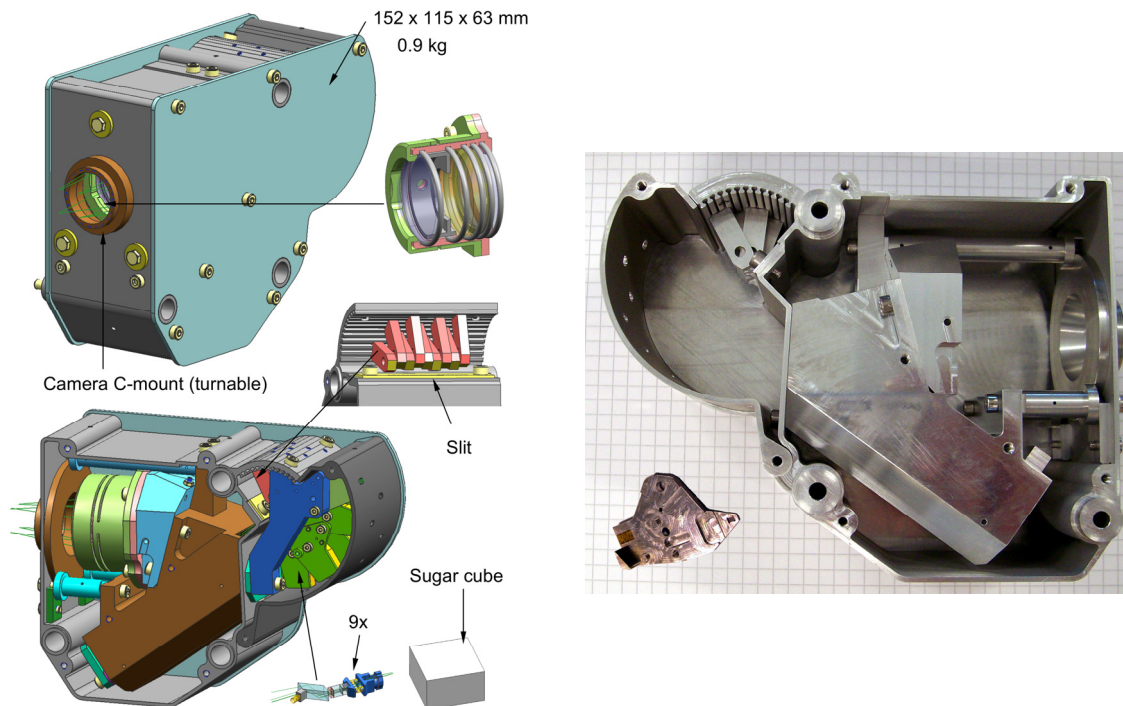 152 x 115 x 63 mm
0.9 kg
Camera C-mount (turnable)
Slit
Sugar cube
9x